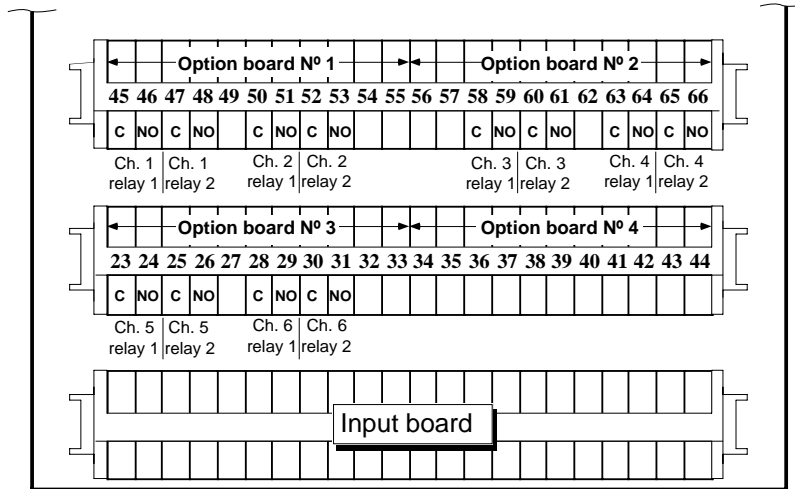 Option board Nº 1 Option board Nº 2
45 46 47 48 49 50 51 52 53 54 55 56 57 58 59 60 61 62 63 64 65 66
C NO C NO C NO C NO C NO C NO C NO C NO
Ch. 1 Ch. 1 Ch. 2 Ch. 2 Ch. 3 Ch. 3 Ch. 4 Ch. 4
relay 1 relay 2 relay 1 relay 2 relay 1 relay 2 relay 1 relay 2
Option board Nº 3 Option board Nº 4
23 24 25 26 27 28 29 30 31 32 33 34 35 36 37 38 39 40 41 42 43 44
C NO C NO C NO C NO
Ch. 5 Ch. 5 Ch. 6 Ch. 6
relay 1 relay 2 relay 1 relay 2
Input board